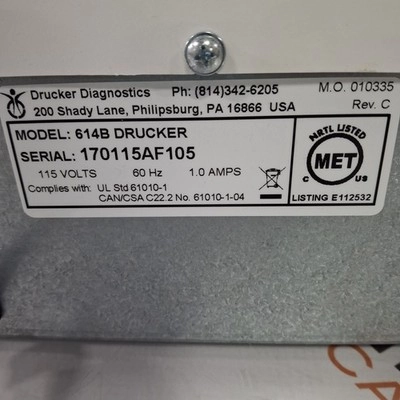 Drucker Diagnostics Ph: (814)342-6205 M.O. 010335
200 Shady Lane, Philipsburg, PA 16866 USA Rev. C
MODEL: 614B DRUCKER
SERIAL: 170115AF105
115 VOLTS 60 Hz 1.0 AMPS
Complies with: UL Std 61010-1
CAN/CSA C22.2 No. 61010-1-04
NRTL LISTED
MET
C US
LISTING E112532
CA